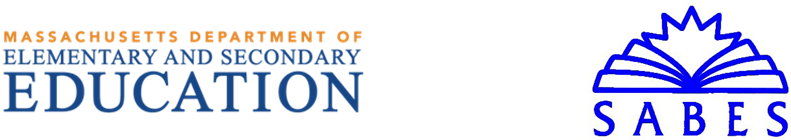 MASSACHUSETTS DEPARTMENT OF
ELEMENTARY AND SECONDARY
EDUCATION
SABES